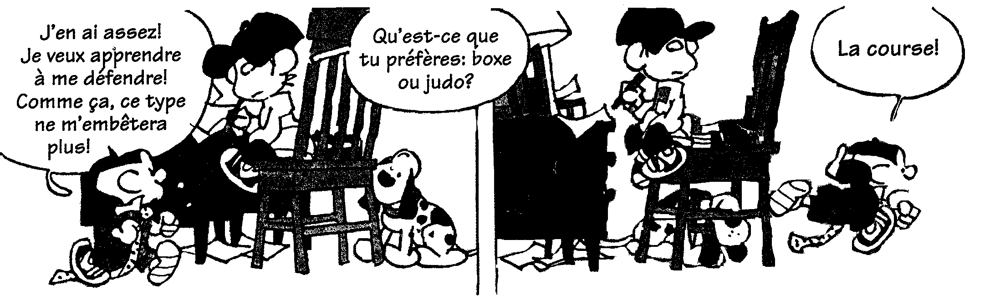 J'en ai assez!
Je veux apprendre
à me défendre!
Comme ça, ce type
ne m'embêtera
plus!
Qu'est-ce que
tu préfères: boxe
ou judo?
La course!